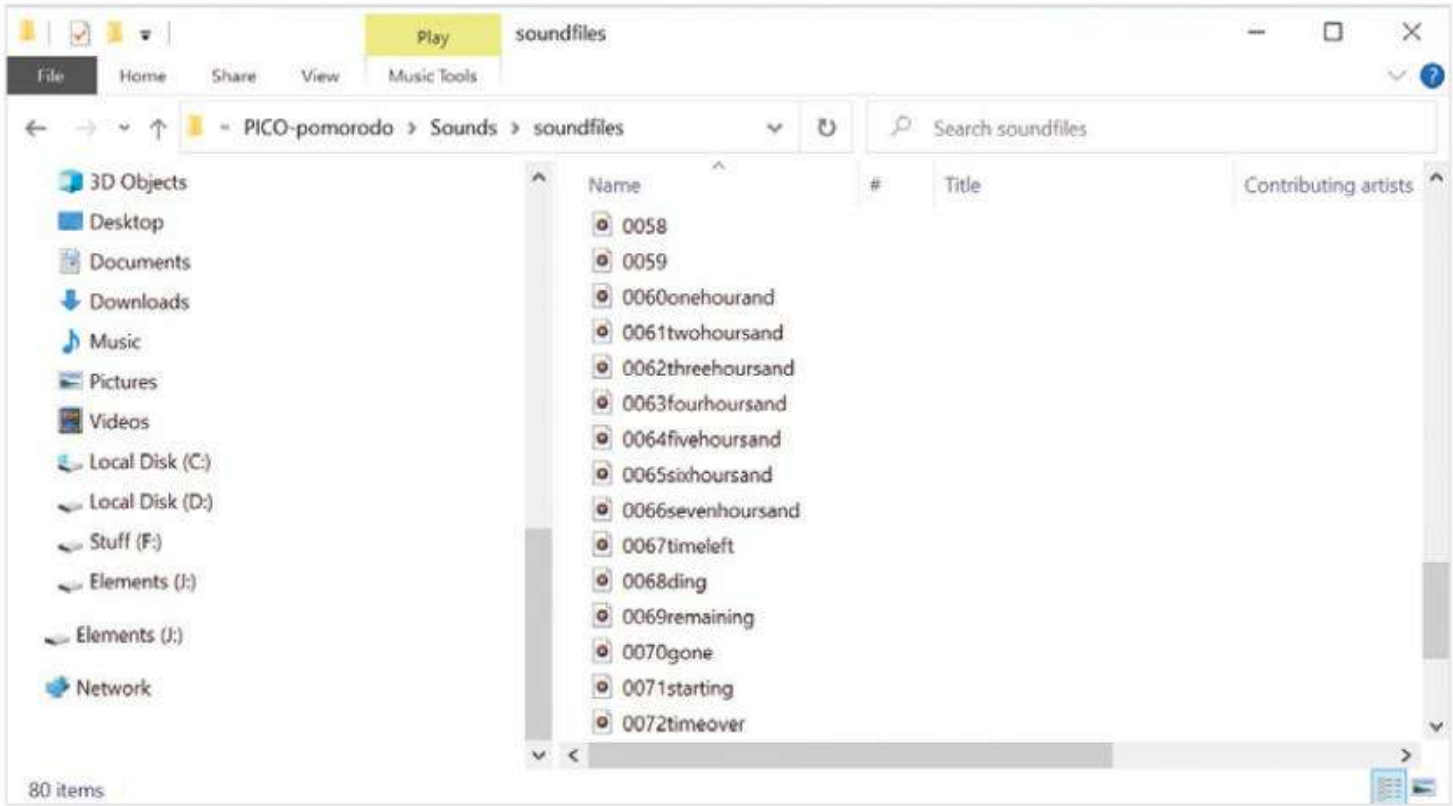 Play soundfiles
File Home Share View Music Tools
PICO-pomorodo > Sounds > soundfiles Search soundfiles
3D Objects
Desktop
Documents
Downloads
Music
Pictures
Videos
Local Disk (C:)
Local Disk (D:)
Stuff (F:)
Elements (J:)
Elements (J:)
Network
Name # Title Contributing artists
0058
0059
0060onehourand
0061twohoursand
0062threehoursand
0063fourhoursand
0064fivehoursand
0065sixhoursand
0066sevenhoursand
0067timeleft
0068ding
0069remaining
0070gone
0071starting
0072timeover
80 items